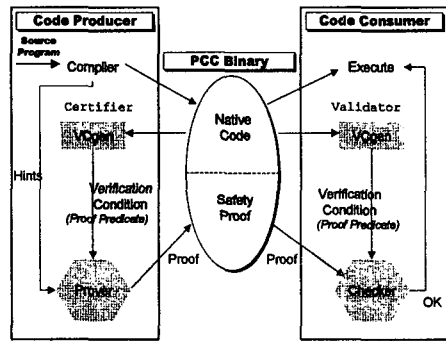 Code Producer
Code Consumer
Source
Program
PCC Binary
Compiler
Execute
Certifier
Validator
Native
Code
VCgen
VCgen
Hints
Verification
Condition
(Proof Predicate)
Safety
Proof
Verification
Condition
(Proof Predicate)
Proof
Proof
Prover
Checker
OK